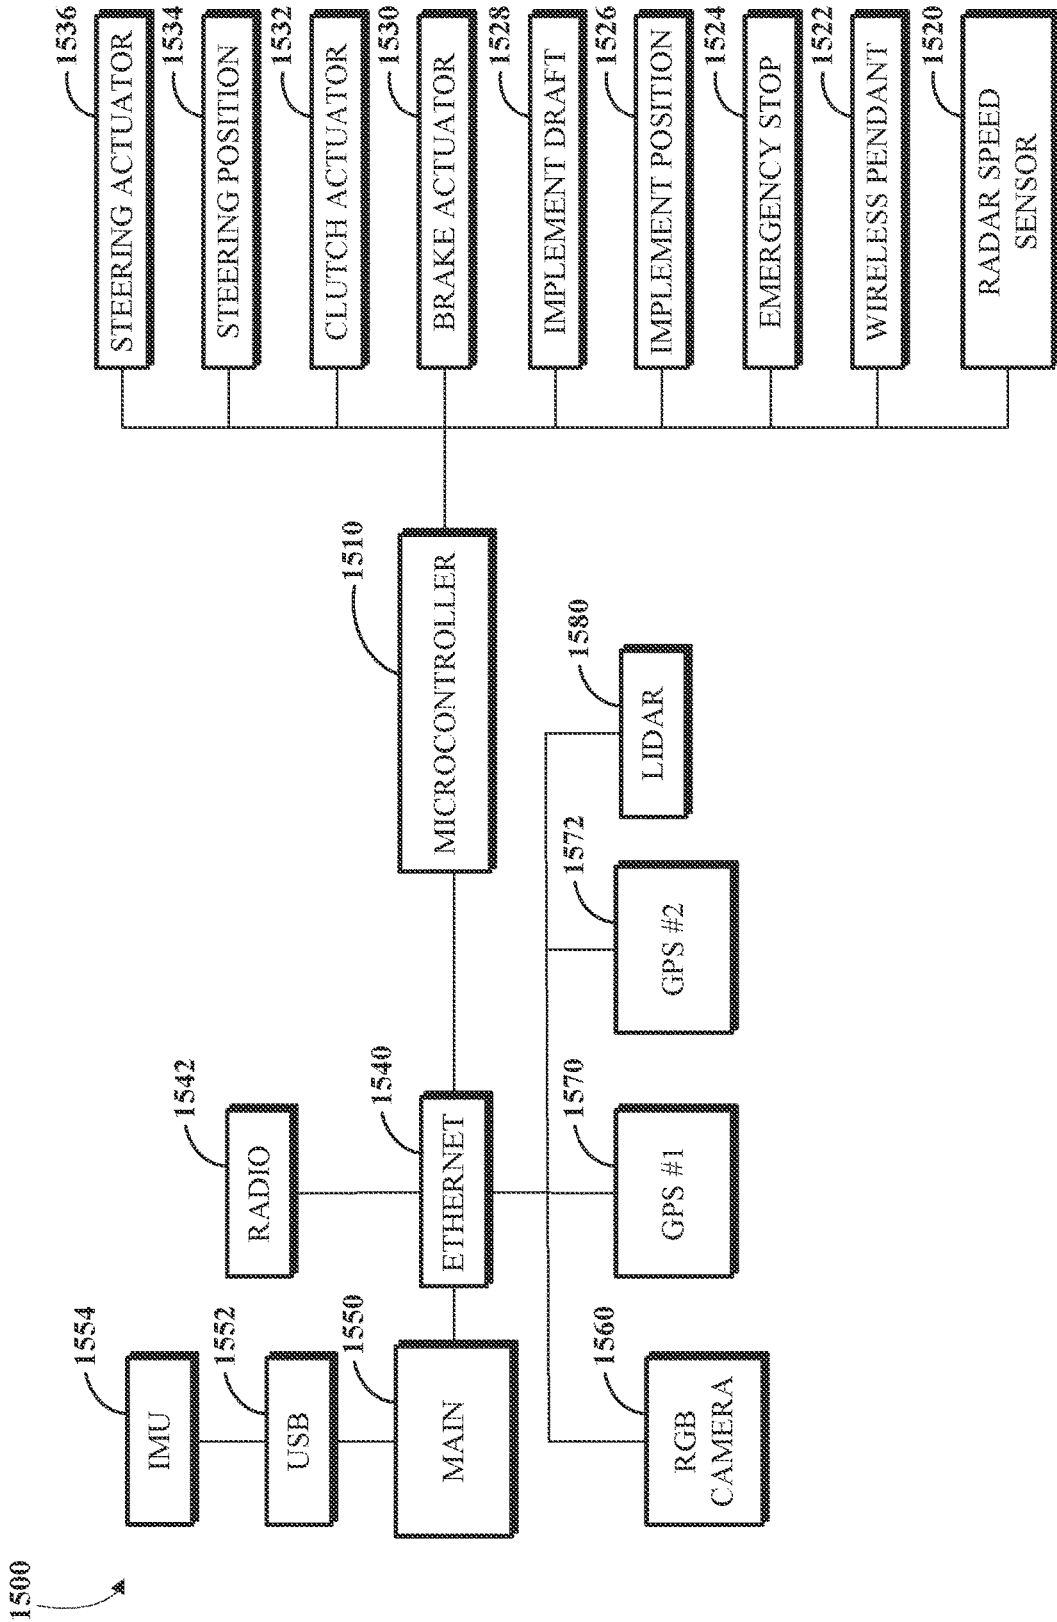 1500
IMU
1554
USB
1552
MAIN
1550
RADIO
1542
ETHERNET
1540
RGB
CAMERA
1560
GPS #1
1570
GPS #2
1572
LIDAR
1580
MICROCONTROLLER
1510
STEERING ACTUATOR
1536
STEERING POSITION
1534
CLUTCH ACTUATOR
1532
BRAKE ACTUATOR
1530
IMPLEMENT DRAFT
1528
IMPLEMENT POSITION
1526
EMERGENCY STOP
1524
WIRELESS PENDANT
1522
RADAR SPEED
SENSOR
1520